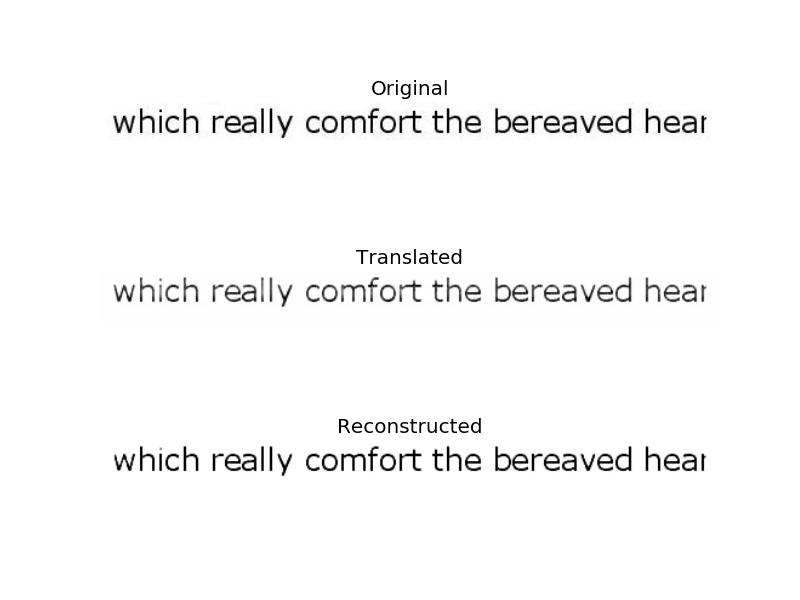 Original
which really comfort the bereaved hear
Translated
which really comfort the bereaved hear
Reconstructed
which really comfort the bereaved hear